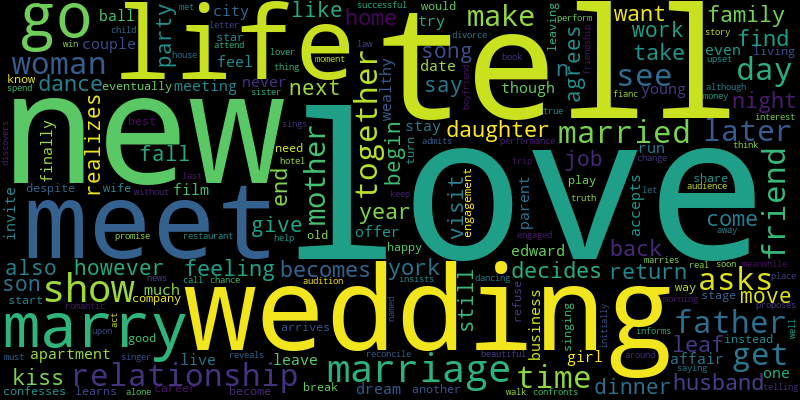 go
ball
party
life
city
star
couple
feel
like
home
letter
met
attend
lover
thing
tell
successful
would
try
make
song
divorce
perform
friendship
story
leaving
want
work
take
even
family
find
living
win
child
house
law
book
moment
boyfriend
woman
dance
eventually
meeting
know
spend
never
sister
next
date
say
though
agrees
n
see
young
upset
although
money
fianc
true
day
night
interest
new
realizes
finally
discovers
best
fall
sings
need
hotel
last
film
wife
without
despite
together
mother
end
begin
stay
turn
admits
daughter
performance
married
job
run
change
later
think
friend
love
keep
year
offer
old
happy
visit
engagement
engaged
parent
trip
play
truth
accepts
let
share
audience
come
away
back
meet
invite
promise
restaurant
give
help
news
also
however
feeling
becomes
york
insists
still
edward
decides
marries
return
real
soon
meanwhile
asks
way
place
son
start
show
much
call
chance
romantic
company
audition
dancing
named
refuse
business
singing
initially
morning
move
stage
proposes
marry
act
upon
good
wedding
arrives
girl
informs
father
well
must
apartment
singer
reveals
live
leave
reconcile
beautiful
marriage
time
around
affair
leaf
instead
get
saying
kiss
relationship
confesses
learns
alone
career
become
break
dream
another
walk
confronts
dinner
husband
one
telling
wealthy